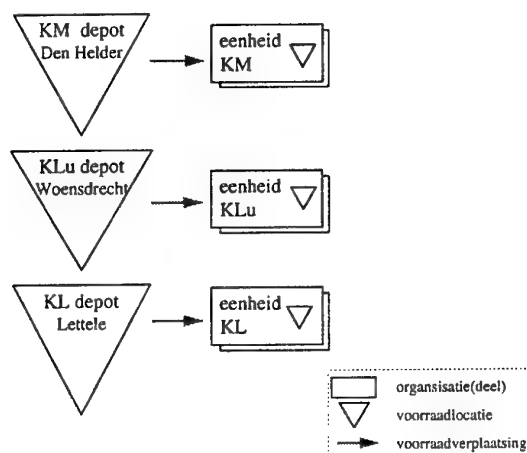 KM depot
Den Helder
eenheid
KM
KLu depot
Woensdrecht
eenheid
KLu
KL depot
Lettele
eenheid
KL
organsisatie(deel)
voorraadlocatie
voorraadverplaatsing